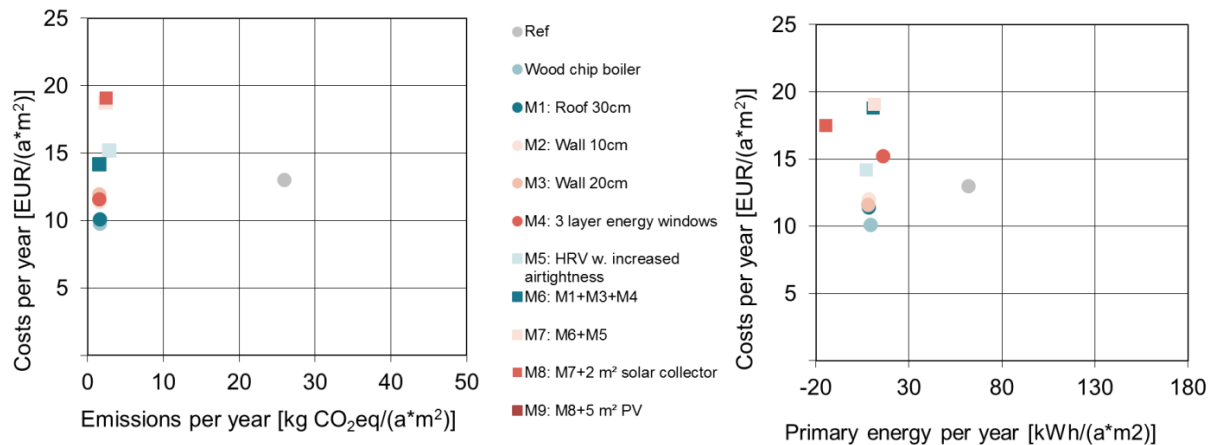 25
20
15
10
5
0
10
20
30
40
50
Costs per year [EUR/(a*m²)]
Emissions per year [kg CO₂eq/(a*m²)]
Ref
Wood chip boiler
M1: Roof 30cm
M2: Wall 10cm
M3: Wall 20cm
M4: 3 layer energy windows
M5: HRV w. increased
airtightness
M6: M1+M3+M4
M7: M6+M5
M8: M7+2 m² solar collector
M9: M8+5 m² PV
25
20
15
10
5
-20
30
80
130
180
Costs per year [EUR/(a*m²)]
Primary energy per year [kWh/(a*m2)]